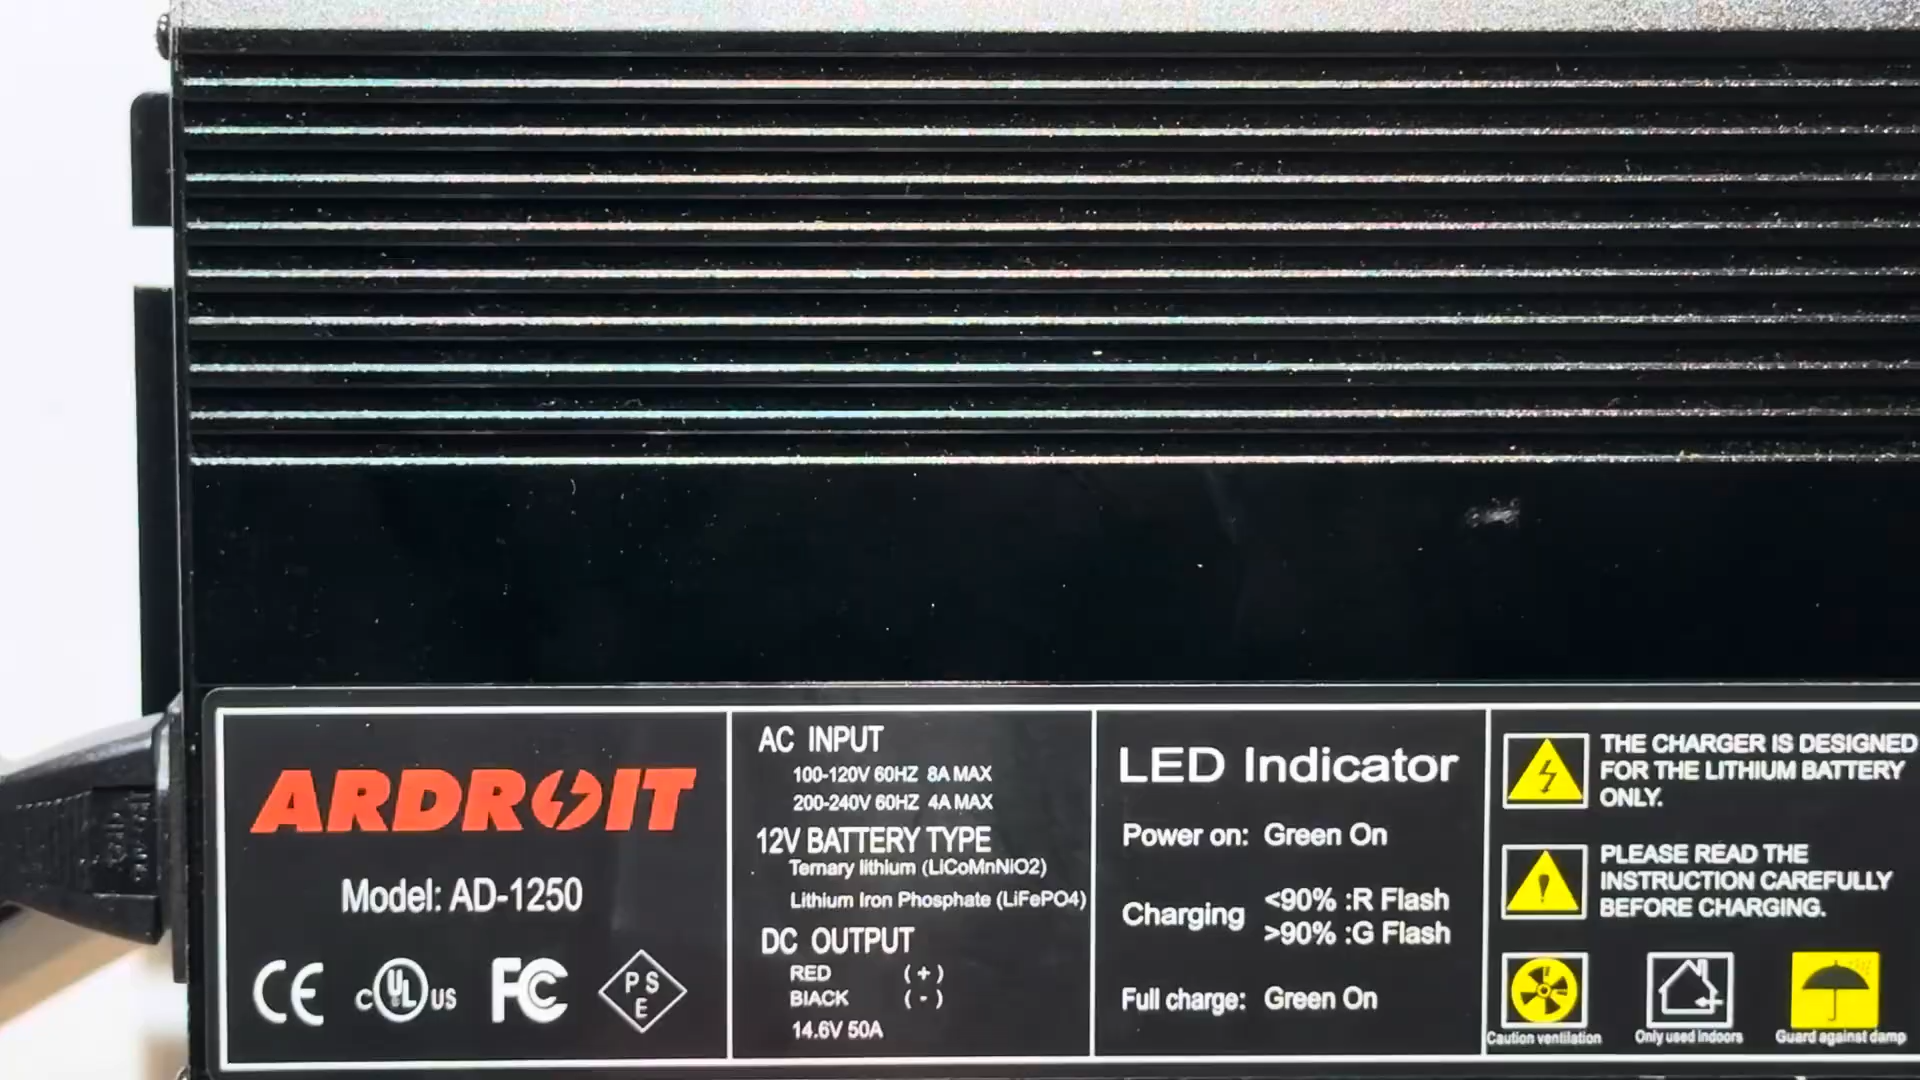 ARDROIT
Model: AD-1250
CE
c UL us
FC
PSE
AC INPUT
100-120V 60HZ 8A MAX
200-240V 60HZ 4A MAX
12V BATTERY TYPE
Ternary lithium (LiCoMnNiO2)
Lithium Iron Phosphate (LiFePO4)
DC OUTPUT
RED (+)
BIACK (-)
14.6V 50A
LED Indicator
Power on: Green On
Charging <90% :R Flash
>90% :G Flash
Full charge: Green On
THE CHARGER IS DESIGNED
FOR THE LITHIUM BATTERY
ONLY.
PLEASE READ THE
INSTRUCTION CAREFULLY
BEFORE CHARGING.
Caution ventilation
Only used indoors
Guard against damp